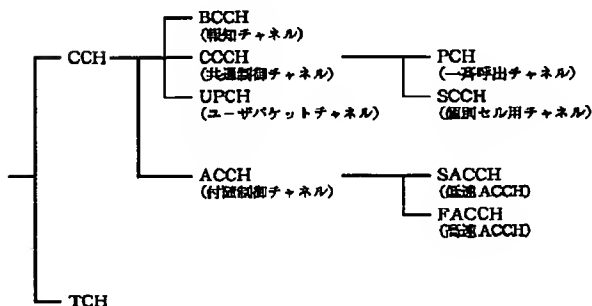 BCCH
(報知チャネル)
CCH
CCCH
(共通制御チャネル)
PCH
(一斉呼出チャネル)
UPCH
(ユーザパケットチャネル)
SCCH
(個別セル用チャネル)
ACCH
(付随制御チャネル)
SACCH
(低速ACCH)
FACCH
(高速ACCH)
TCH